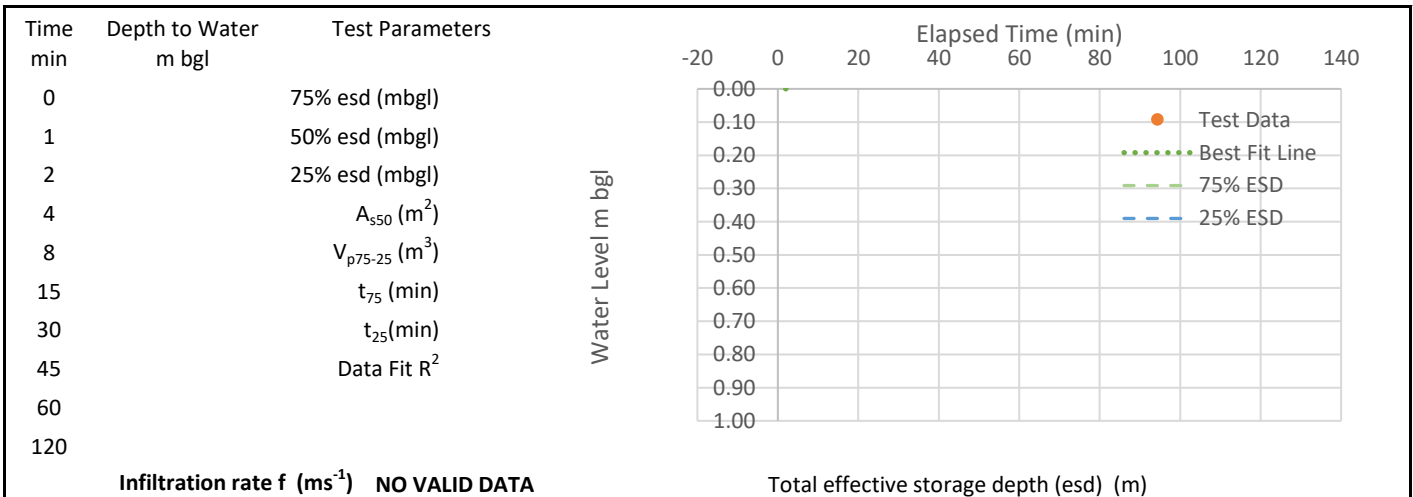 Time Depth to Water Test Parameters
min m bgl
0 75% esd (mbgl)
1 50% esd (mbgl)
2 25% esd (mbgl)
4 A_s50 (m²)
8 V_p75-25 (m³)
15 t_75 (min)
30 t_25(min)
45 Data Fit R²
60
120
Infiltration rate f (ms⁻¹) NO VALID DATA
Elapsed Time (min)
-20 0 20 40 60 80 100 120 140
Water Level m bgl
0.00
0.10
0.20
0.30
0.40
0.50
0.60
0.70
0.80
0.90
1.00
Test Data
Best Fit Line
75% ESD
25% ESD
Total effective storage depth (esd) (m)